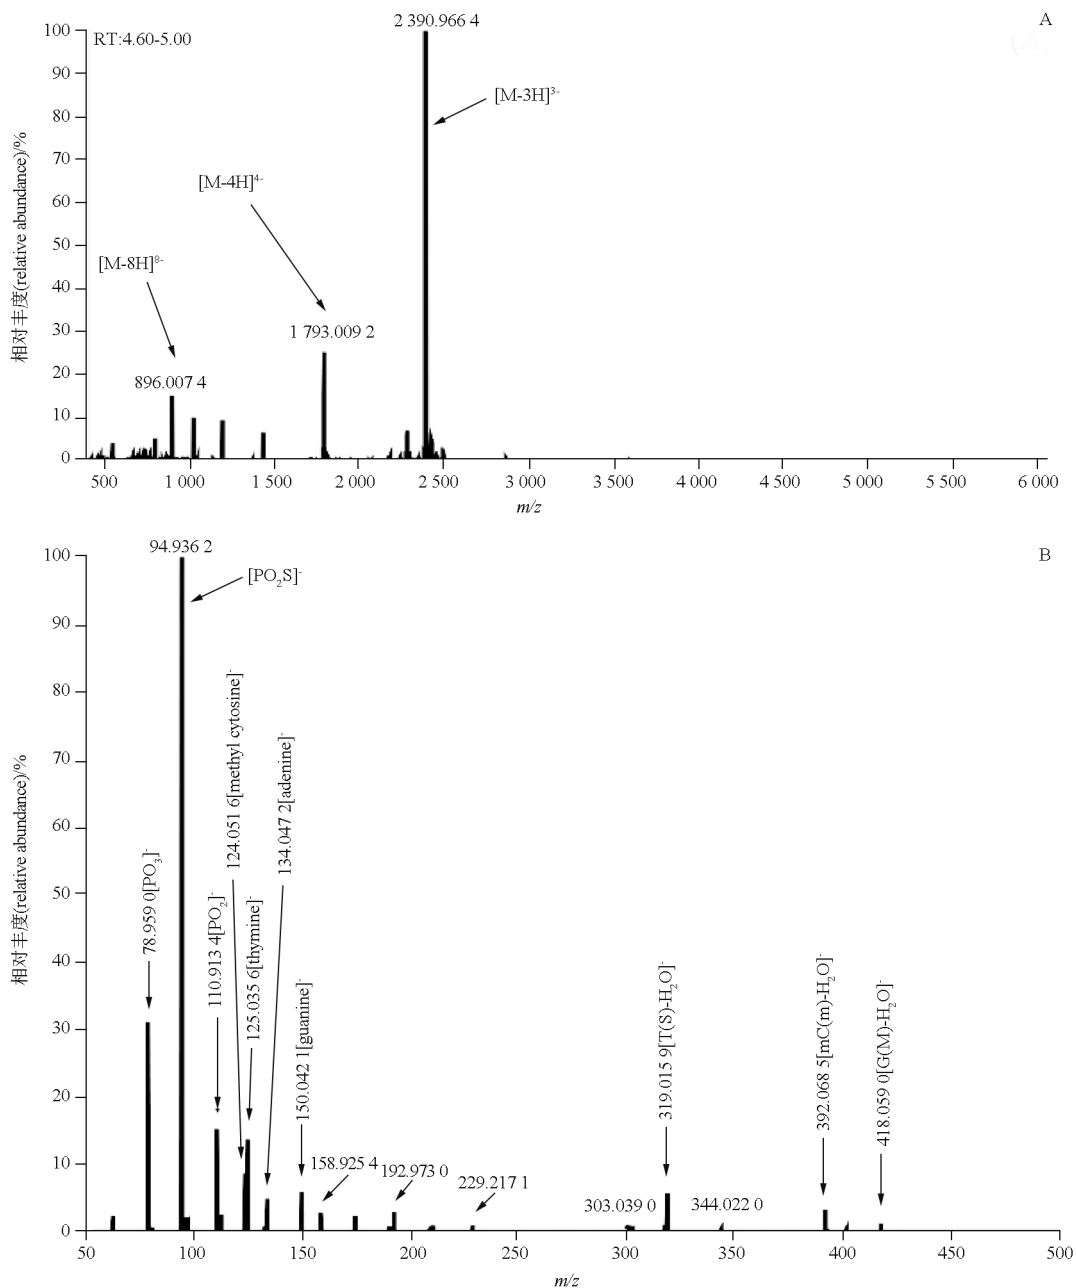 2 390.966 4
A
RT:4.60-5.00
[M-3H]³⁻
[M-4H]⁴⁻
[M-8H]⁸⁻
1 793.009 2
896.007 4
100
90
80
70
60
50
40
30
20
10
0
相对丰度(relative abundance)/%
500 1 000 1 500 2 000 2 500 3 000 3 500 4 000 4 500 5 000 5 500 6 000
m/z
94.936 2
B
[PO₂S]⁻
78.959 0[PO₃]⁻
110.913 4[PO₂]⁻
124.051 6[methyl cytosine]⁻
125.035 6[thymine]⁻
134.047 2[adenine]⁻
150.042 1[guanine]⁻
158.925 4
192.973 0
229.217 1
303.039 0
319.015 9[T(S)-H₂O]⁻
344.022 0
392.068 5[mC(m)-H₂O]⁻
418.059 0[G(M)-H₂O]⁻
100
90
80
70
60
50
40
30
20
10
0
相对丰度(relative abundance)/%
50 100 150 200 250 300 350 400 450 500
m/z